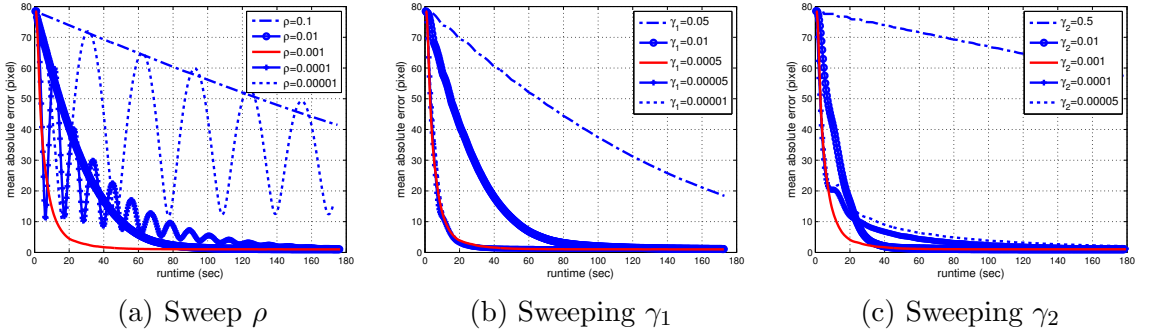 80
70
60
50
40
30
20
10
0
mean absolute error (pixel)
ρ=0.1
ρ=0.01
ρ=0.001
ρ=0.0001
ρ=0.00001
0 20 40 60 80 100 120 140 160 180
runtime (sec)
(a) Sweep ρ
80
70
60
50
40
30
20
10
0
mean absolute error (pixel)
γ₁=0.05
γ₁=0.01
γ₁=0.0005
γ₁=0.00005
γ₁=0.00001
0 20 40 60 80 100 120 140 160 180
runtime (sec)
(b) Sweeping γ₁
80
70
60
50
40
30
20
10
0
mean absolute error (pixel)
γ₂=0.5
γ₂=0.01
γ₂=0.001
γ₂=0.0001
γ₂=0.00005
0 20 40 60 80 100 120 140 160 180
runtime (sec)
(c) Sweeping γ₂